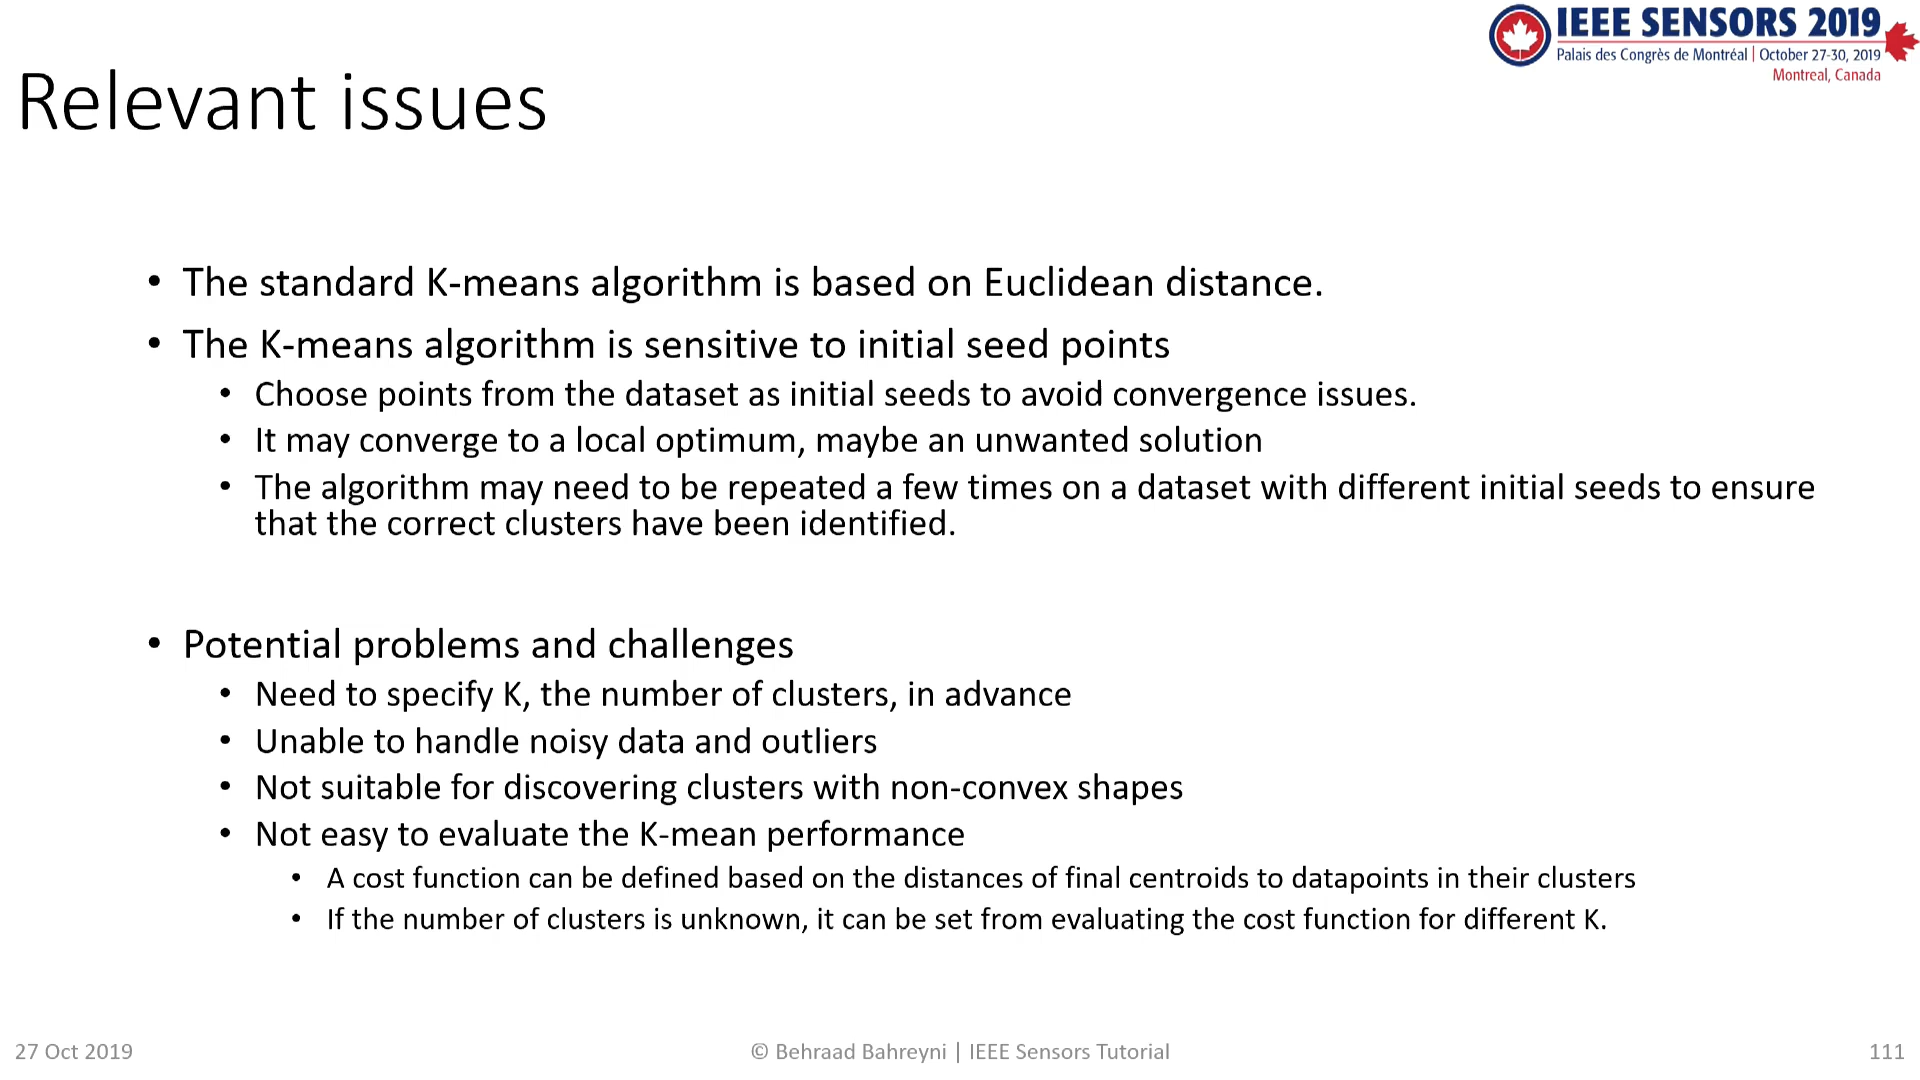 IEEE SENSORS 2019
Palais des Congrès de Montréal | October 27-30, 2019
Montreal, Canada
Relevant issues
• The standard K-means algorithm is based on Euclidean distance.
• The K-means algorithm is sensitive to initial seed points
• Choose points from the dataset as initial seeds to avoid convergence issues.
• It may converge to a local optimum, maybe an unwanted solution
• The algorithm may need to be repeated a few times on a dataset with different initial seeds to ensure
that the correct clusters have been identified.
• Potential problems and challenges
• Need to specify K, the number of clusters, in advance
• Unable to handle noisy data and outliers
• Not suitable for discovering clusters with non-convex shapes
• Not easy to evaluate the K-mean performance
• A cost function can be defined based on the distances of final centroids to datapoints in their clusters
• If the number of clusters is unknown, it can be set from evaluating the cost function for different K.
27 Oct 2019
© Behraad Bahreyni | IEEE Sensors Tutorial
111